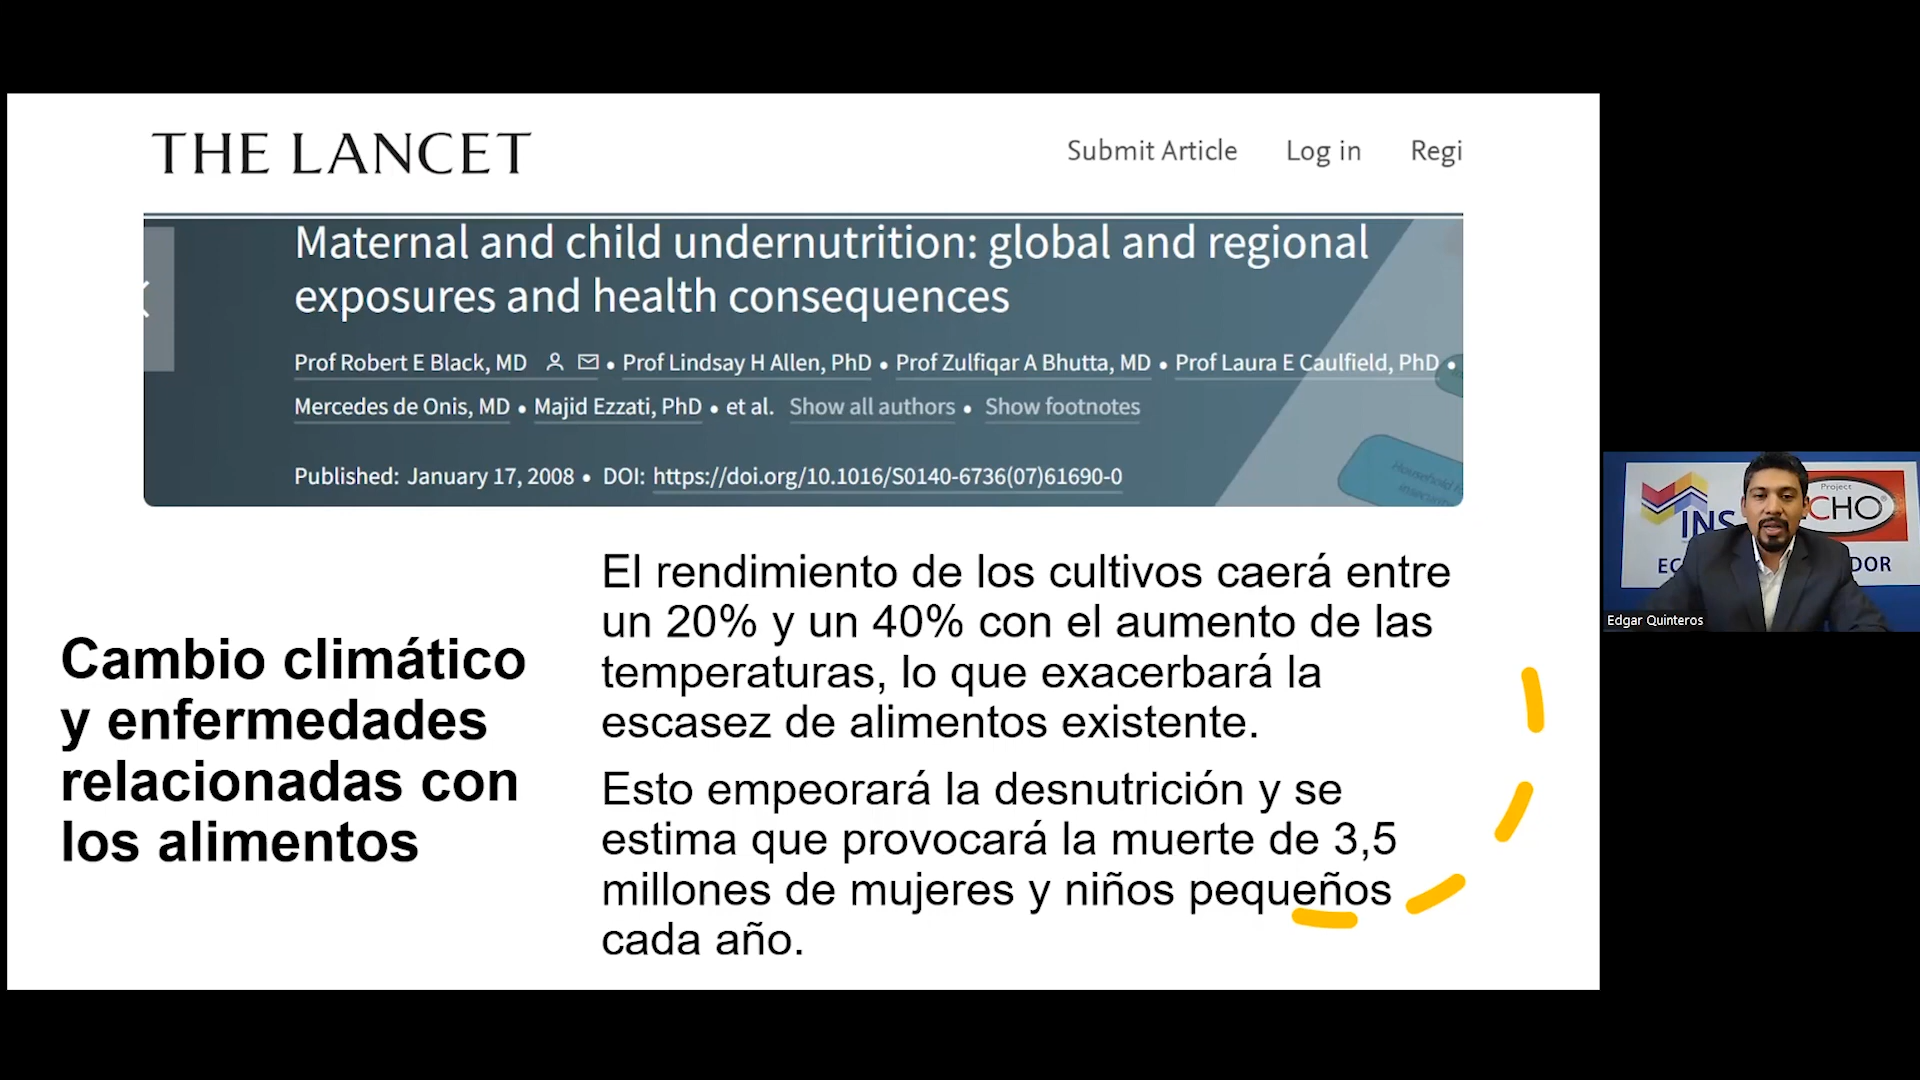 THE LANCET
Submit Article Log in Regi
Maternal and child undernutrition: global and regional
exposures and health consequences
Prof Robert E Black, MD • Prof Lindsay H Allen, PhD • Prof Zulfiqar A Bhutta, MD • Prof Laura E Caulfield, PhD •
Mercedes de Onis, MD • Majid Ezzati, PhD • et al. Show all authors • Show footnotes
Published: January 17, 2008 • DOI: https://doi.org/10.1016/S0140-6736(07)61690-0
Household
Cambio climático
y enfermedades
relacionadas con
los alimentos
El rendimiento de los cultivos caerá entre
un 20% y un 40% con el aumento de las
temperaturas, lo que exacerbará la
escasez de alimentos existente.
Esto empeorará la desnutrición y se
estima que provocará la muerte de 3,5
millones de mujeres y niños pequeños
cada año.
INS
Project
CHO
EC
DOR
Edgar Quinteros